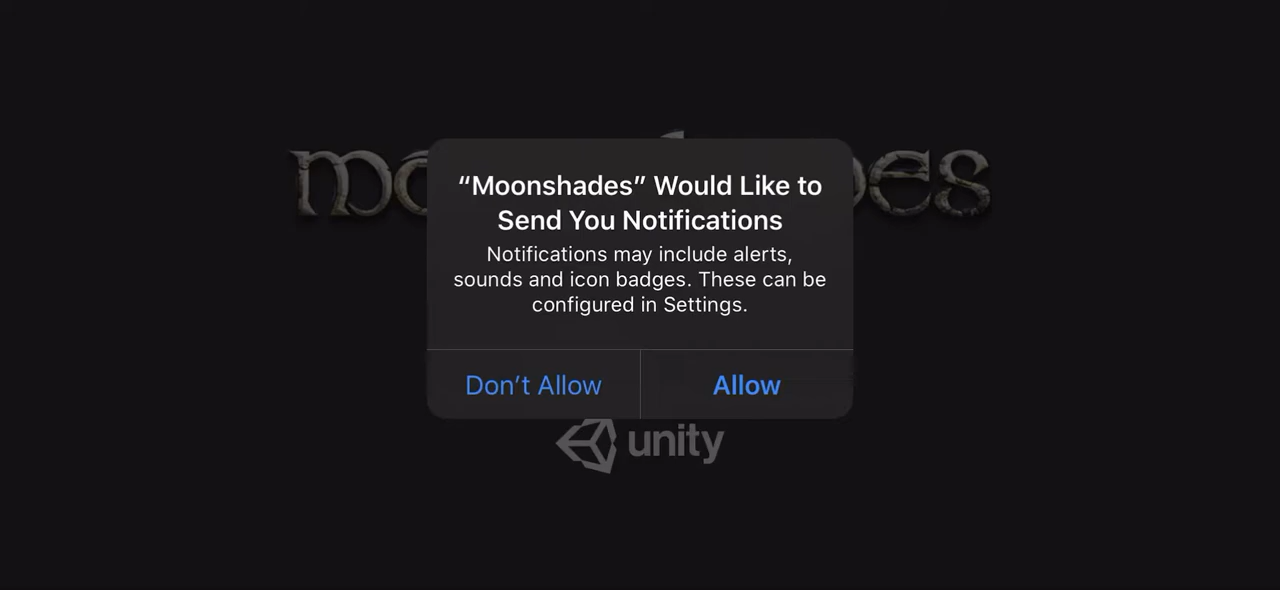 “Moonshades” Would Like to
Send You Notifications
Notifications may include alerts,
sounds and icon badges. These can be
configured in Settings.
Don’t Allow
Allow
unity